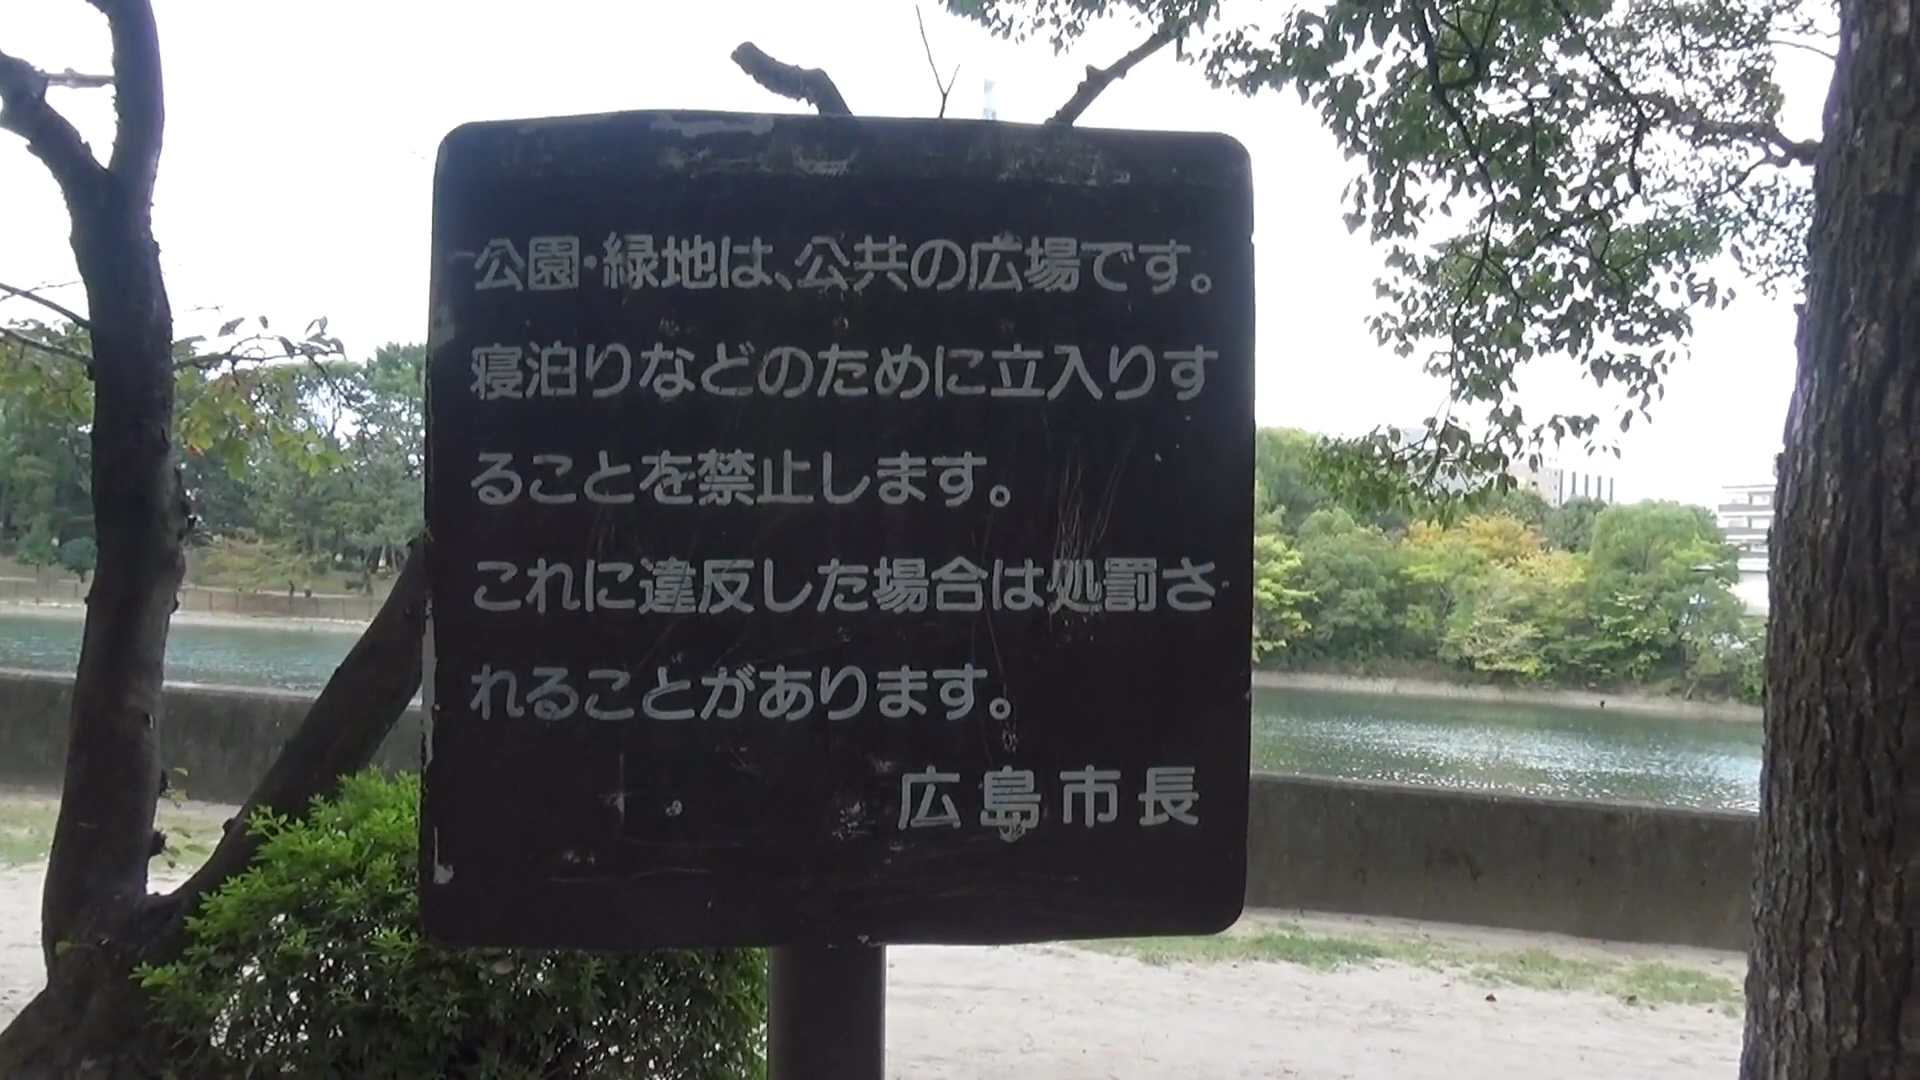 公園・緑地は、公共の広場です。
寝泊りなどのために立入りす
ることを禁止します。
これに違反した場合は処罰さ
れることがあります。
広島市長